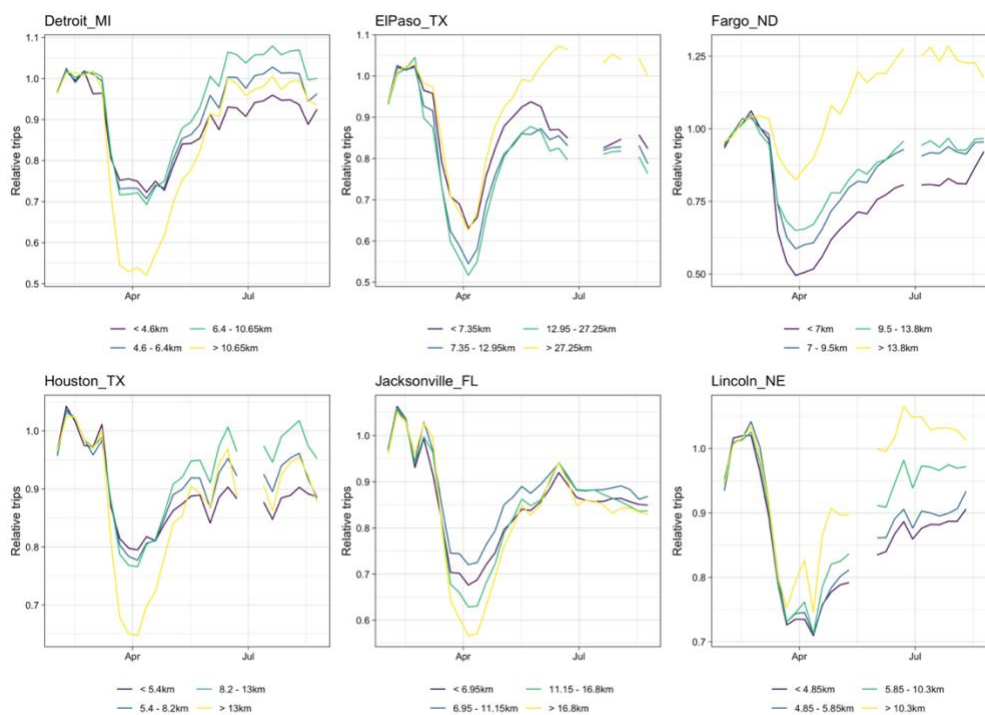 Detroit_MI
ElPaso_TX
Fargo_ND
Relative trips
1.1
1.0
0.9
0.8
0.7
0.6
0.5
Apr
Jul
Relative trips
1.1
1.0
0.9
0.8
0.7
0.6
0.5
Apr
Jul
Relative trips
1.25
1.00
0.75
0.50
Apr
Jul
< 4.6km
6.4 - 10.65km
4.6 - 6.4km
> 10.65km
< 7.35km
12.95 - 27.25km
7.35 - 12.95km
> 27.25km
< 7km
9.5 - 13.8km
7 - 9.5km
> 13.8km
Houston_TX
Jacksonville_FL
Lincoln_NE
Relative trips
1.0
0.9
0.8
0.7
Apr
Jul
Relative trips
1.0
0.9
0.8
0.7
0.6
Apr
Jul
Relative trips
1.0
0.9
0.8
0.7
Apr
Jul
< 5.4km
8.2 - 13km
5.4 - 8.2km
> 13km
< 6.95km
11.15 - 16.8km
6.95 - 11.15km
> 16.8km
< 4.85km
5.85 - 10.3km
4.85 - 5.85km
> 10.3km